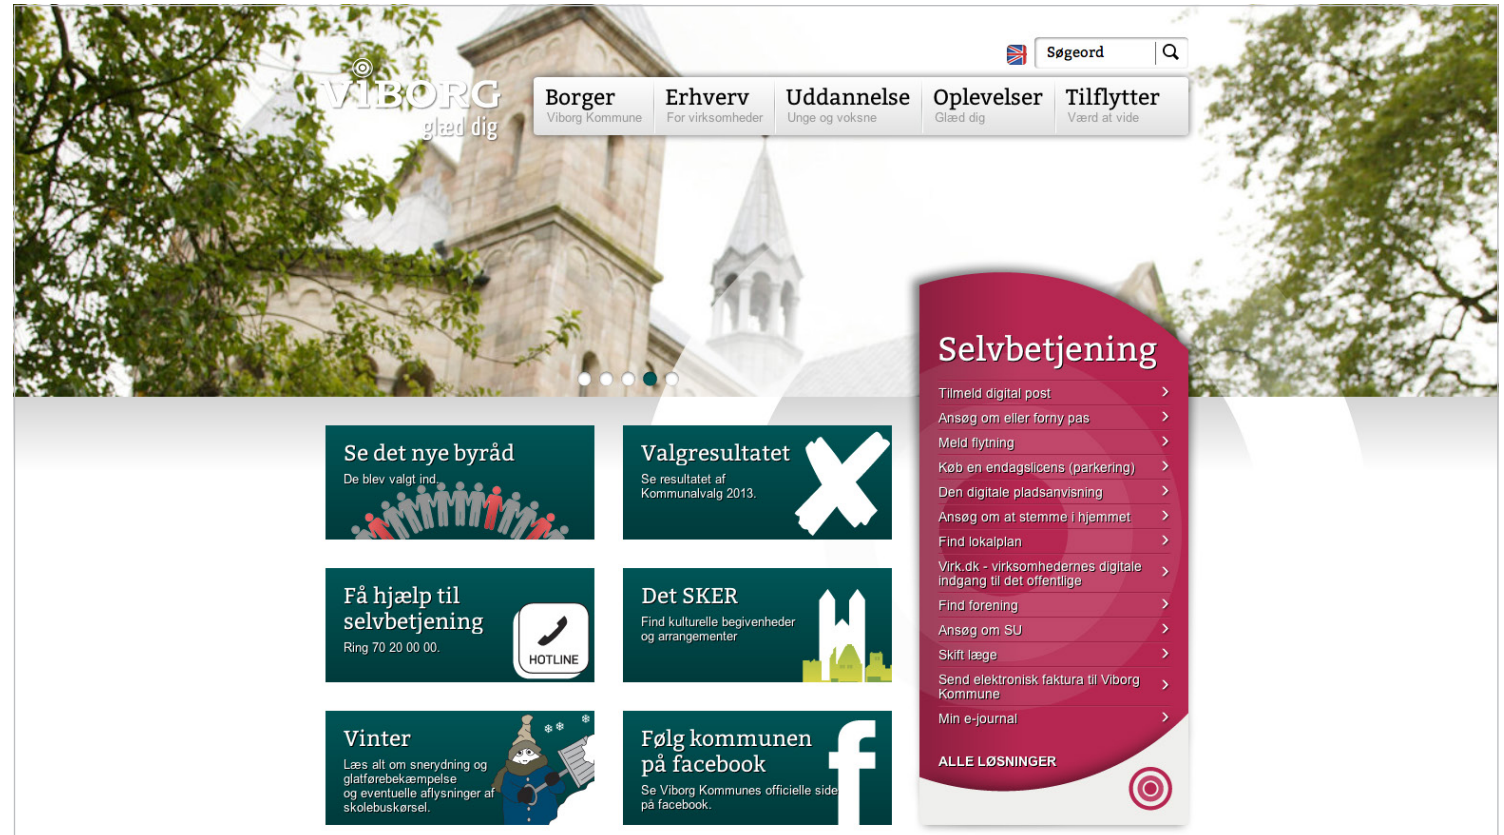 Søgeord
ViBORG
glæd dig
Borger
Viborg Kommune
Erhverv
For virksomheder
Uddannelse
Unge og voksne
Oplevelser
Glæd dig
Tilflytter
Værd at vide
Se det nye byråd
De blev valgt ind.
Valgresultatet
Se resultatet af
Kommunalvalg 2013.
Få hjælp til
selvbetjening
Ring 70 20 00 00.
HOTLINE
Det SKER
Find kulturelle begivenheder
og arrangementer
Vinter
Læs alt om snerydning og
glatførebekæmpelse
og eventuelle aflysninger af
skolebuskørsel.
Følg kommunen
på facebook
Se Viborg Kommunes officielle side
på facebook.
f
Selvbetjening
Tilmeld digital post
Ansøg om eller forny pas
Meld flytning
Køb en endagslicens (parkering)
Den digitale pladsanvisning
Ansøg om at stemme i hjemmet
Find lokalplan
Virk.dk - virksomhedernes digitale
indgang til det offentlige
Find forening
Ansøg om SU
Skift læge
Send elektronisk faktura til Viborg
Kommune
Min e-journal
ALLE LØSNINGER